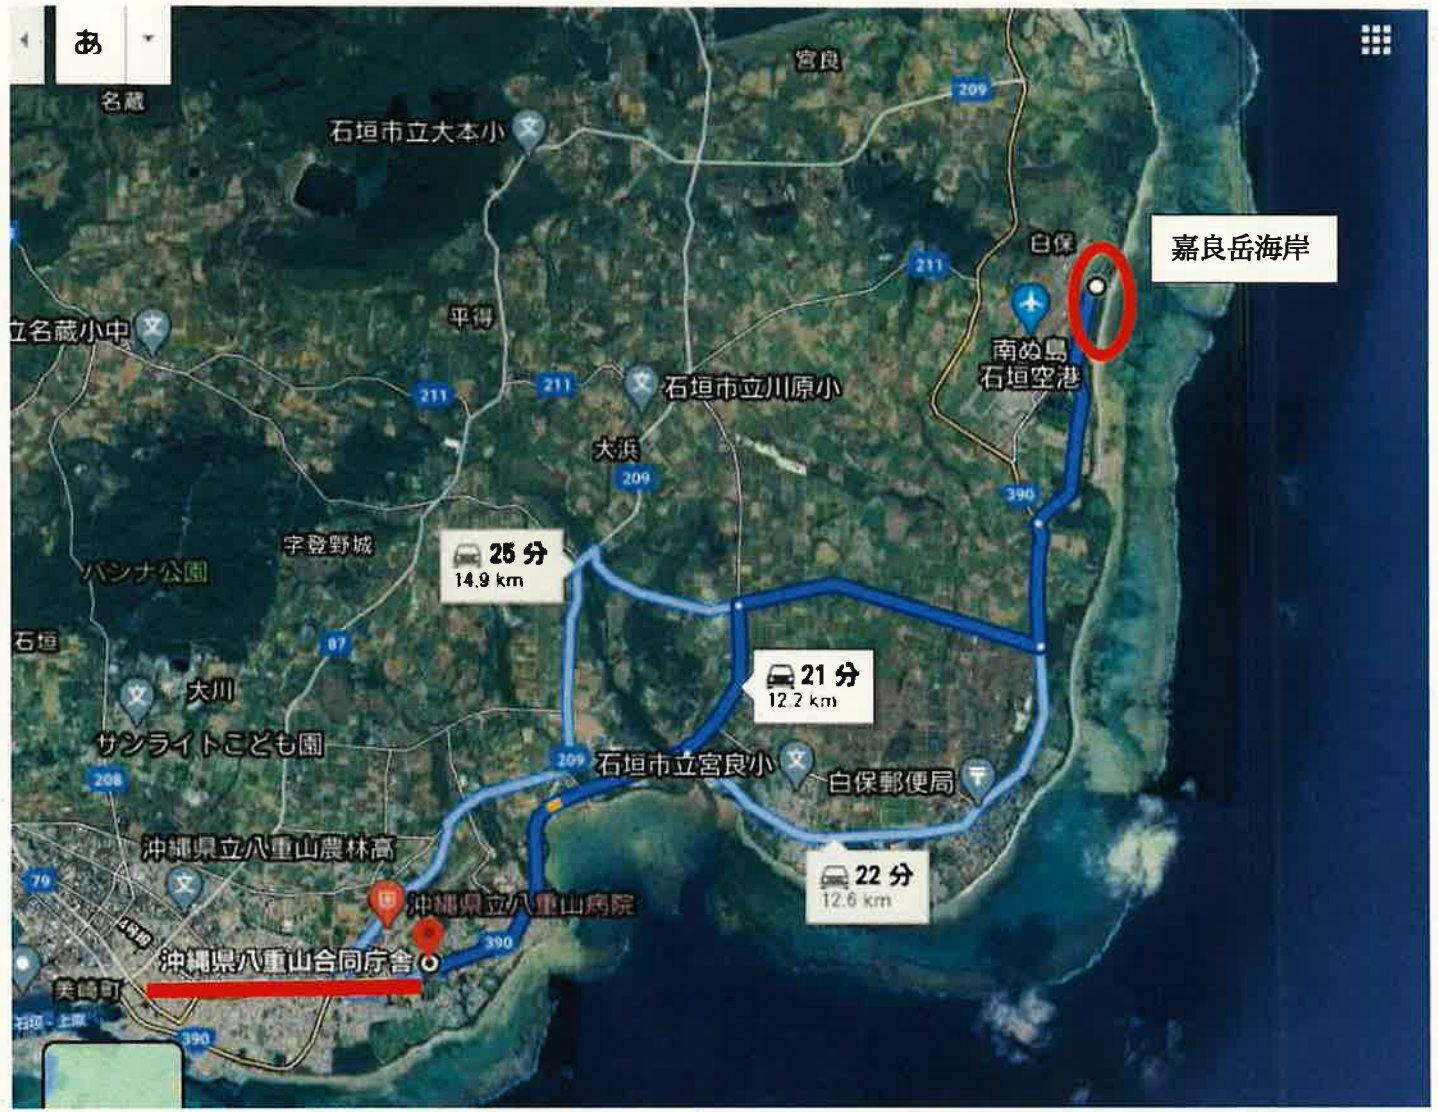 あ
名蔵
宮良
209
石垣市立大本小
白保
嘉良岳海岸
211
立名蔵小中
平得
南ぬ島
石垣空港
211
211
石垣市立川原小
大浜
209
390
字登野城
25 分
14.9 km
バンナ公園
石垣
87
21 分
12.2 km
大川
サンライトこども園
209
石垣市立宮良小
白保郵便局
208
沖縄県立八重山農林高
22 分
12.6 km
79
沖縄県立八重山病院
4号線
390
沖縄県八重山合同庁舎
美崎町
石垣 - 上原
390